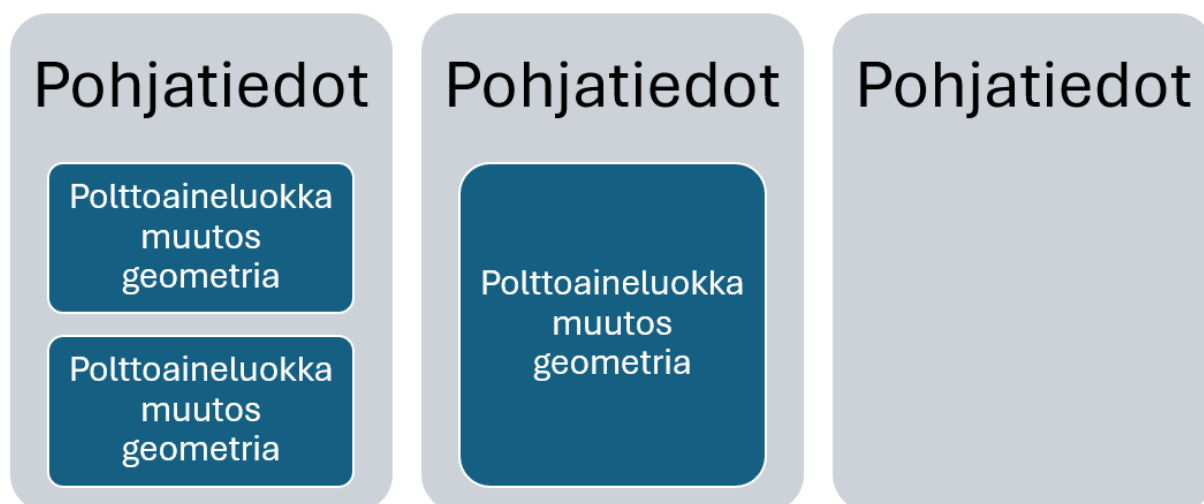 Pohjatiedot
Polttoaineluokka
muutos
geometria
Polttoaineluokka
muutos
geometria
Pohjatiedot
Polttoaineluokka
muutos
geometria
Pohjatiedot